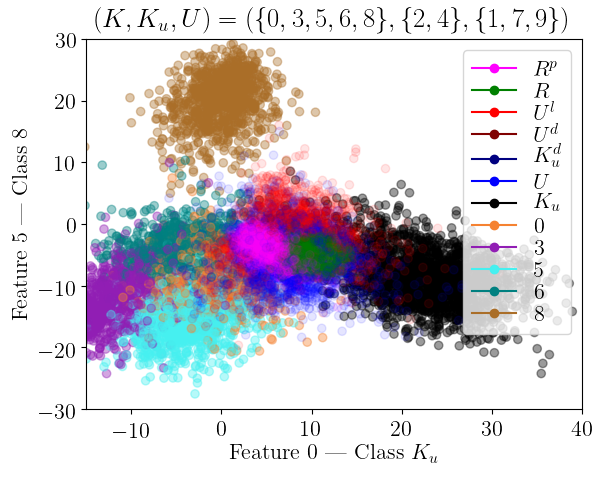 (K, K_u, U) = ({0, 3, 5, 6, 8}, {2, 4}, {1, 7, 9})
30
20
10
0
−10
−20
−30
Feature 5 — Class 8
R^p
R
U^l
U^d
K_u^d
U
K_u
0
3
5
6
8
−10
0
10
20
30
40
Feature 0 — Class K_u